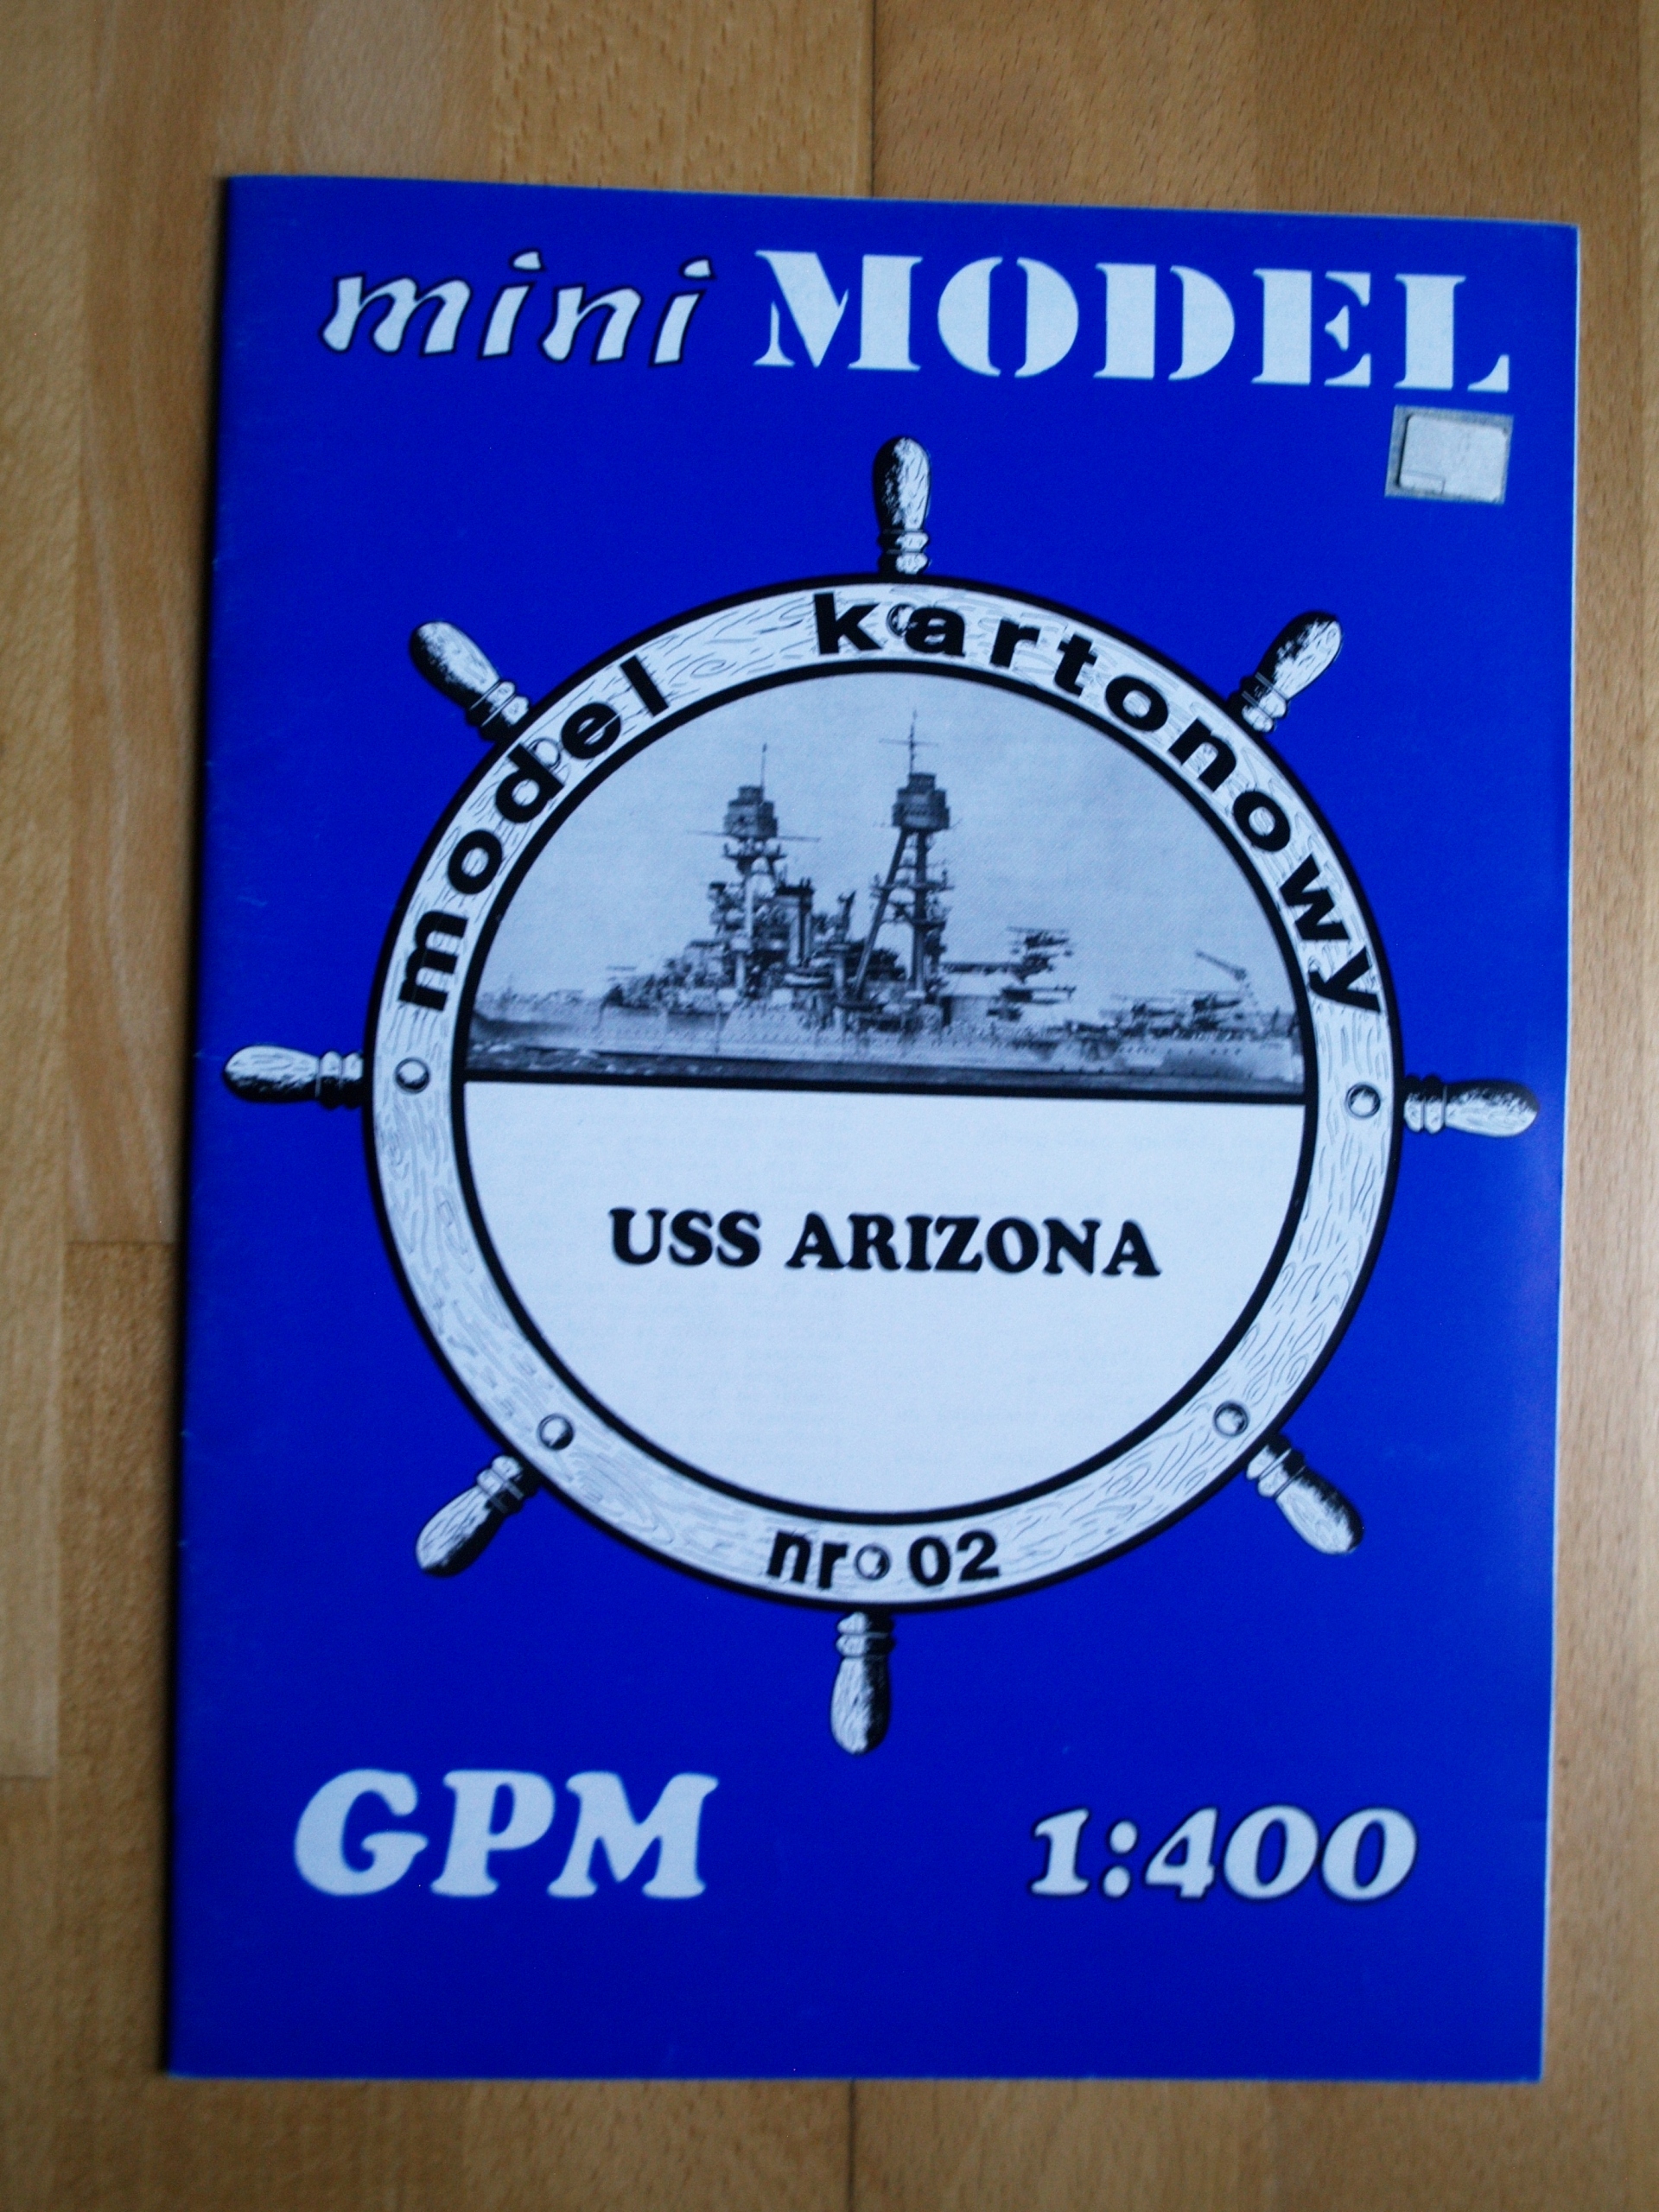 mini MODEL
model kartonowy
USS ARIZONA
nr 02
GPM
1:400